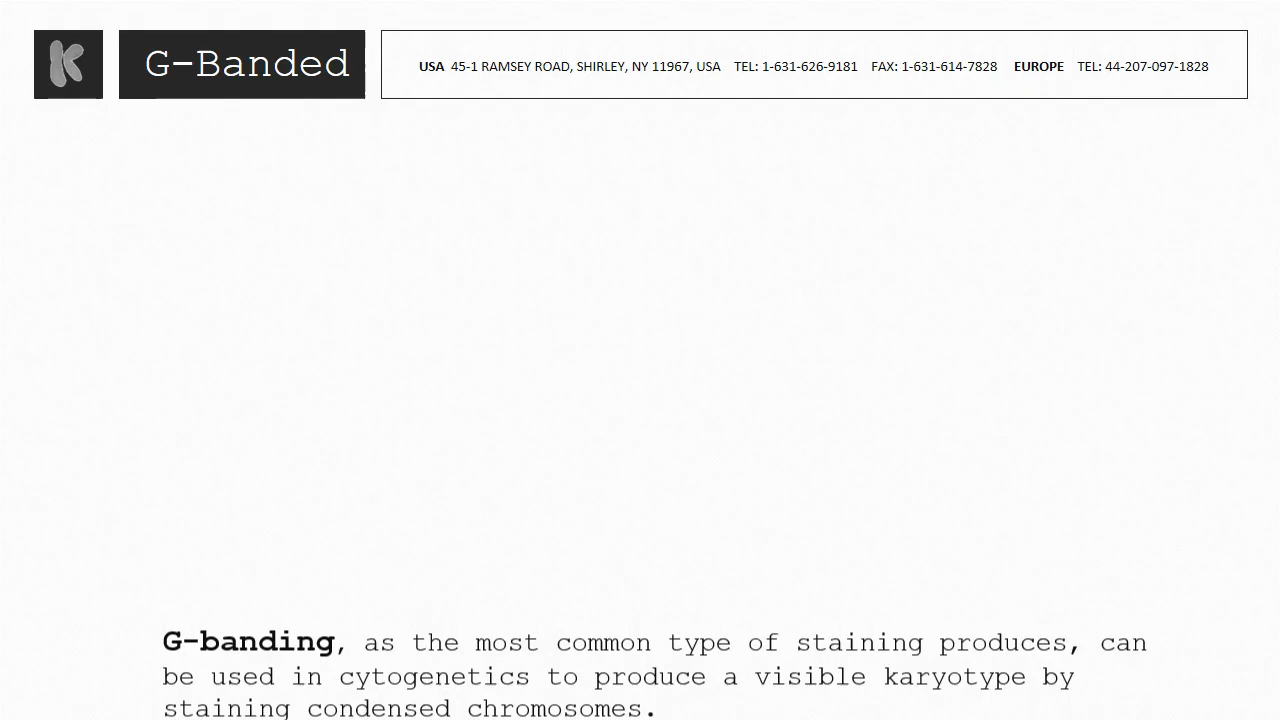 K
G-Banded
USA 45-1 RAMSEY ROAD, SHIRLEY, NY 11967, USA TEL: 1-631-626-9181 FAX: 1-631-614-7828 EUROPE TEL: 44-207-097-1828
G-banding, as the most common type of staining produces, can
be used in cytogenetics to produce a visible karyotype by
staining condensed chromosomes.